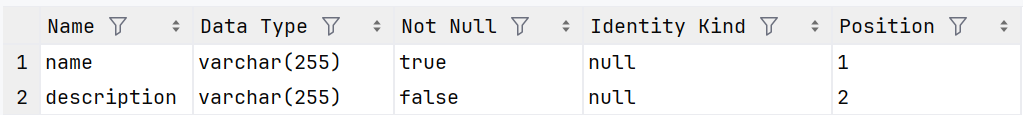 Name Data Type Not Null Identity Kind Position
1 name varchar(255) true null 1
2 description varchar(255) false null 2